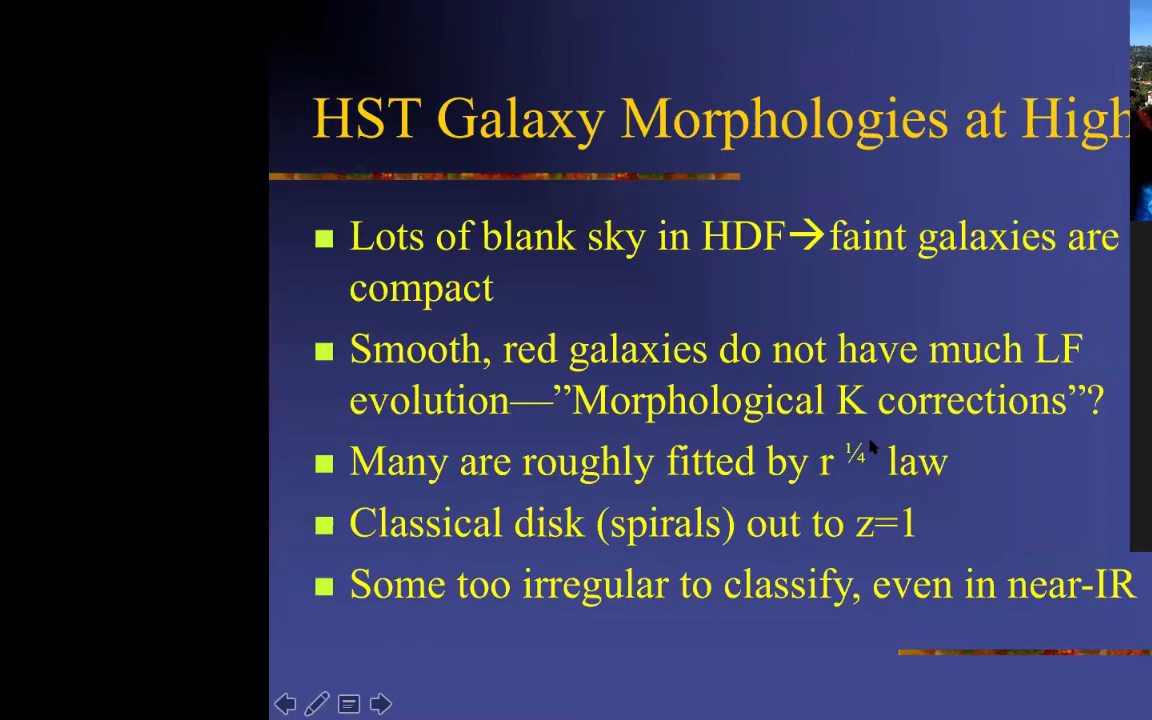 HST Galaxy Morphologies at High
Lots of blank sky in HDF→faint galaxies are
compact
Smooth, red galaxies do not have much LF
evolution—”Morphological K corrections”?
Many are roughly fitted by r ¼ law
Classical disk (spirals) out to z=1
Some too irregular to classify, even in near-IR